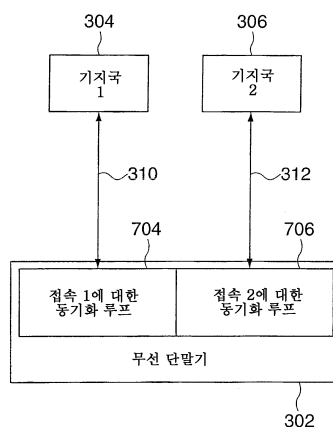 304
306
기지국
1
기지국
2
310
312
704
706
접속 1에 대한
동기화 루프
접속 2에 대한
동기화 루프
무선 단말기
302